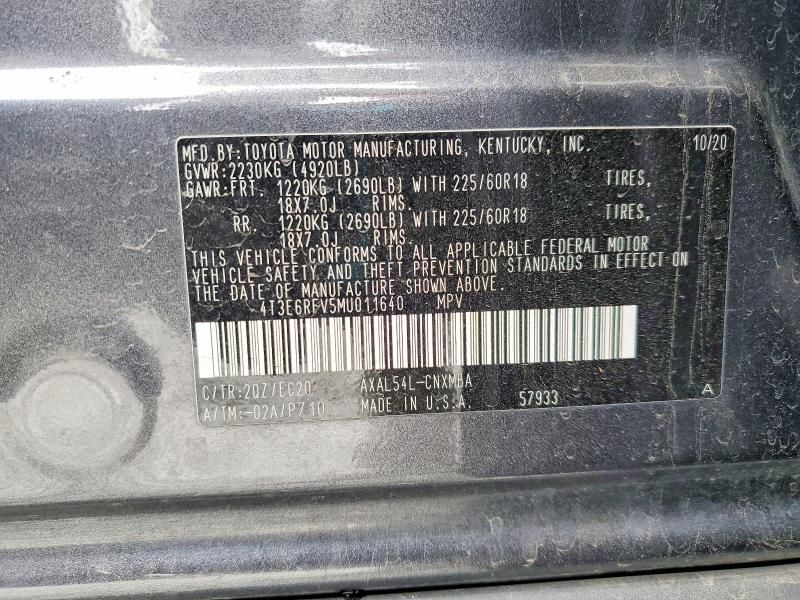 MFD.BY:TOYOTA MOTOR MANUFACTURING, KENTUCKY, INC. 10/20
GVWR:2230KG (4920LB)
GAWR:FRT. 1220KG (2690LB) WITH 225/60R18 TIRES,
18X7.0J RIMS.
RR. 1220KG (2690LB) WITH 225/60R18 TIRES,
18X7.0J RIMS.
THIS VEHICLE CONFORMS TO ALL APPLICABLE FEDERAL MOTOR
VEHICLE SAFETY AND THEFT PREVENTION STANDARDS IN EFFECT ON
THE DATE OF MANUFACTURE SHOWN ABOVE.
4T3E6RFV5MU011640 MPV
C/TR:2QZ/EC20 AXAL54L-CNXMBA
A/TM:-02A/P710 MADE IN U.S.A. 57933 A